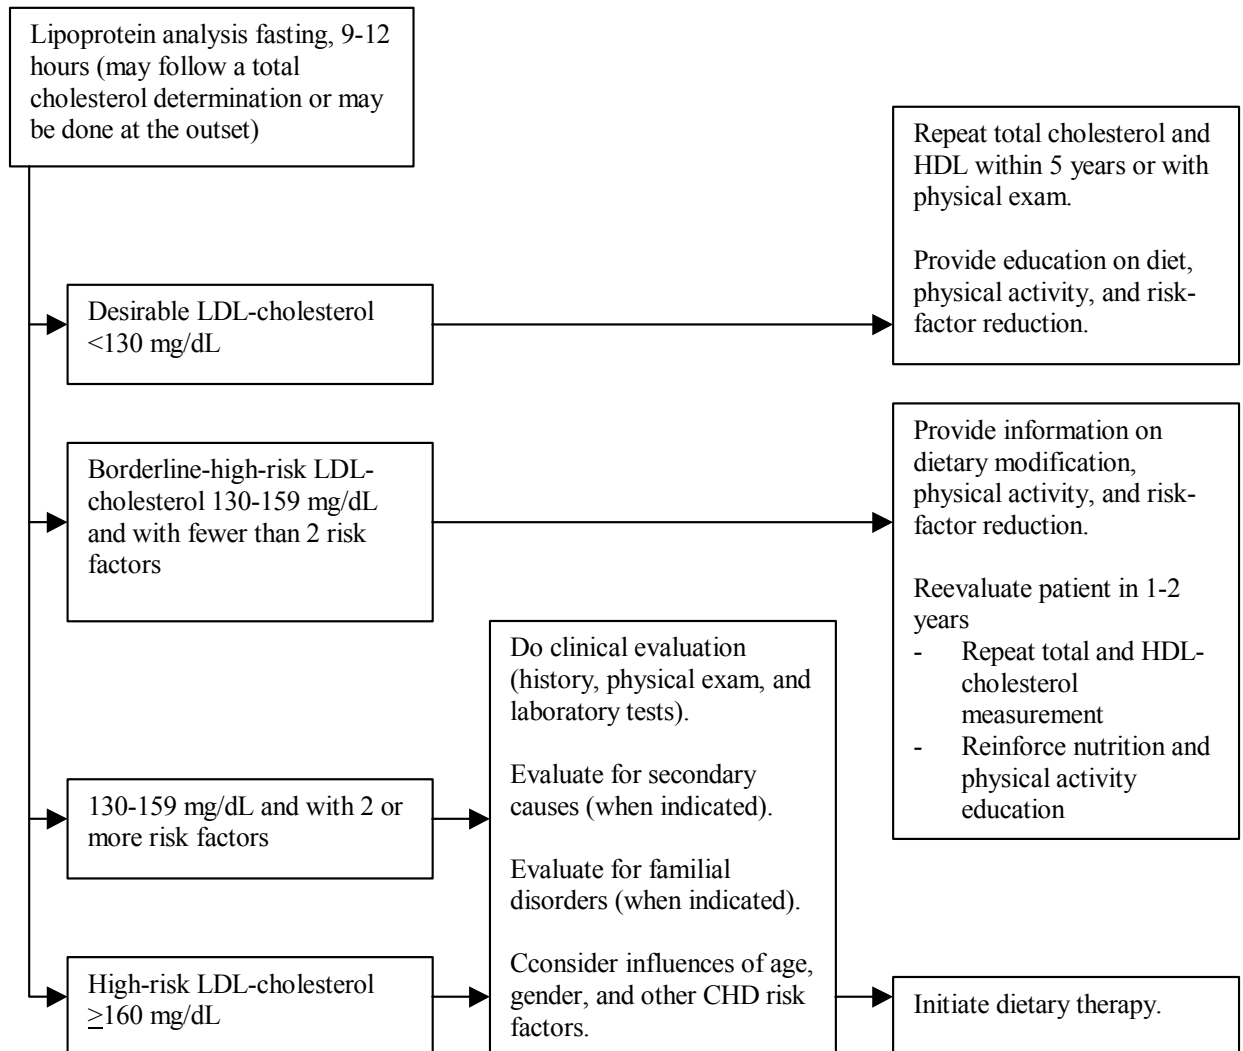 Lipoprotein analysis fasting, 9-12
hours (may follow a total
cholesterol determination or may
be done at the outset)
Desirable LDL-cholesterol
<130 mg/dL
Repeat total cholesterol and
HDL within 5 years or with
physical exam.
Provide education on diet,
physical activity, and risk-
factor reduction.
Borderline-high-risk LDL-
cholesterol 130-159 mg/dL
and with fewer than 2 risk
factors
Provide information on
dietary modification,
physical activity, and risk-
factor reduction.
Reevaluate patient in 1-2
years
- Repeat total and HDL-
cholesterol
measurement
- Reinforce nutrition and
physical activity
education
130-159 mg/dL and with 2 or
more risk factors
High-risk LDL-cholesterol
≥160 mg/dL
Do clinical evaluation
(history, physical exam, and
laboratory tests).
Evaluate for secondary
causes (when indicated).
Evaluate for familial
disorders (when indicated).
Cconsider influences of age,
gender, and other CHD risk
factors.
Initiate dietary therapy.